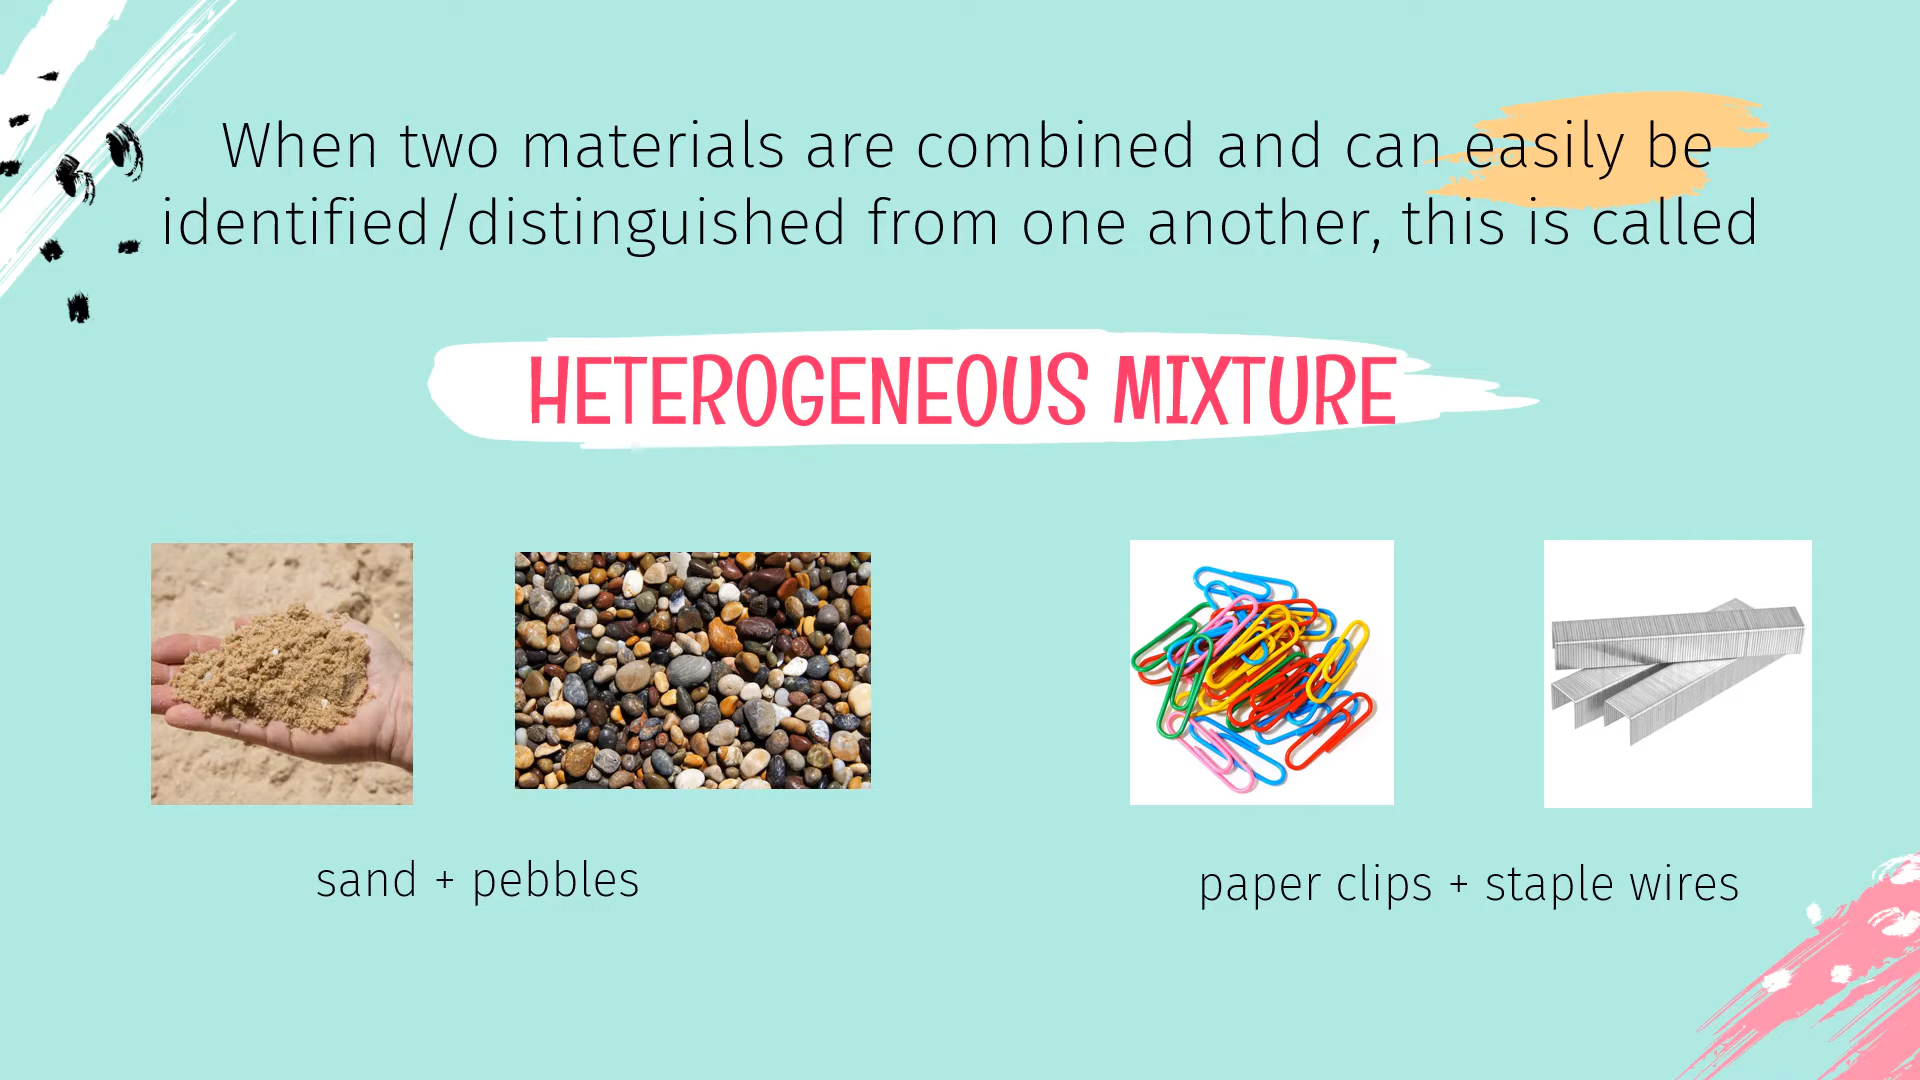 When two materials are combined and can easily be
identified/distinguished from one another, this is called
HETEROGENEOUS MIXTURE
sand + pebbles
paper clips + staple wires